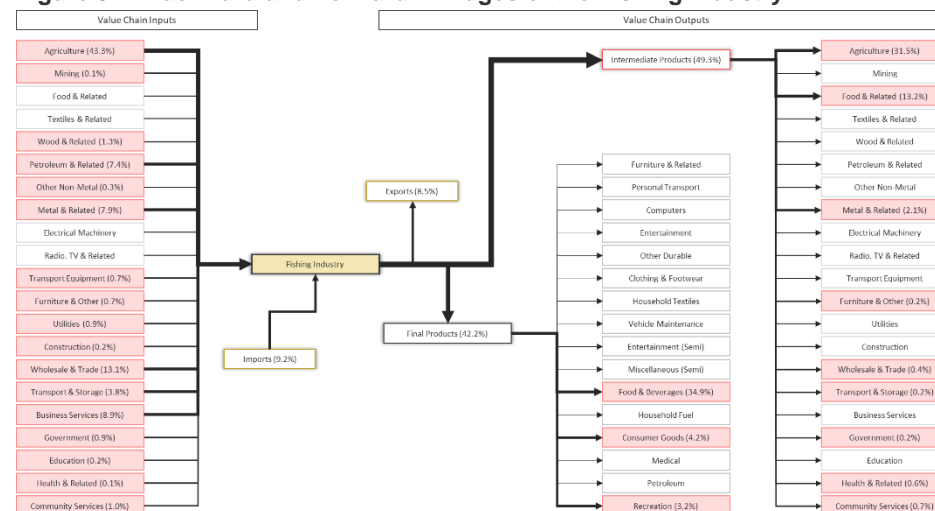 Value Chain Inputs
Value Chain Outputs
Agriculture (43.3%)
Mining (0.1%)
Food & Related
Textiles & Related
Wood & Related (1.3%)
Petroleum & Related (7.4%)
Other Non-Metal (0.3%)
Metal & Related (7.9%)
Electrical Machinery
Radio. TV & Related
Transport Equipment (0.7%)
Furniture & Other (0.7%)
Utilities (0.9%)
Construction (0.2%)
Wholesale & Trade (13.1%)
Transport & Storage (3.8%)
Business Services (8.9%)
Government (0.9%)
Education (0.2%)
Health & Related (0.1%)
Community Services (1.0%)
Fishing Industry
Imports (9.2%)
Exports (8.5%)
Final Products (42.2%)
Intermediate Products (49.3%)
Furniture & Related
Personal Transport
Computers
Entertainment
Other Durable
Clothing & Footwear
Household Textiles
Vehicle Maintenance
Entertainment (Semi)
Miscellaneous (Semi)
Food & Beverages (34.9%)
Household Fuel
Consumer Goods (4.2%)
Medical
Petroleum
Recreation (3.2%)
Agriculture (31.5%)
Mining
Food & Related (13.2%)
Textiles & Related
Wood & Related
Petroleum & Related
Other Non-Metal
Metal & Related (2.1%)
Electrical Machinery
Radio. TV & Related
Transport Equipment
Furniture & Other (0.2%)
Utilities
Construction
Wholesale & Trade (0.4%)
Transport & Storage (0.2%)
Business Services
Government (0.2%)
Education
Health & Related (0.6%)
Community Services (0.7%)